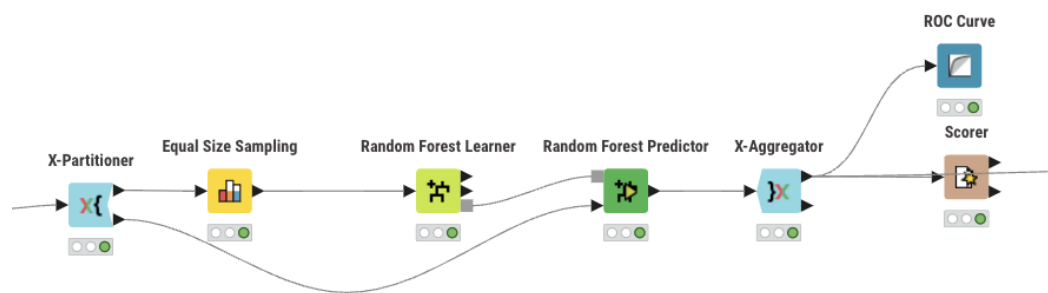 ROC Curve
X-Partitioner
Equal Size Sampling
Random Forest Learner
Random Forest Predictor
X-Aggregator
Scorer